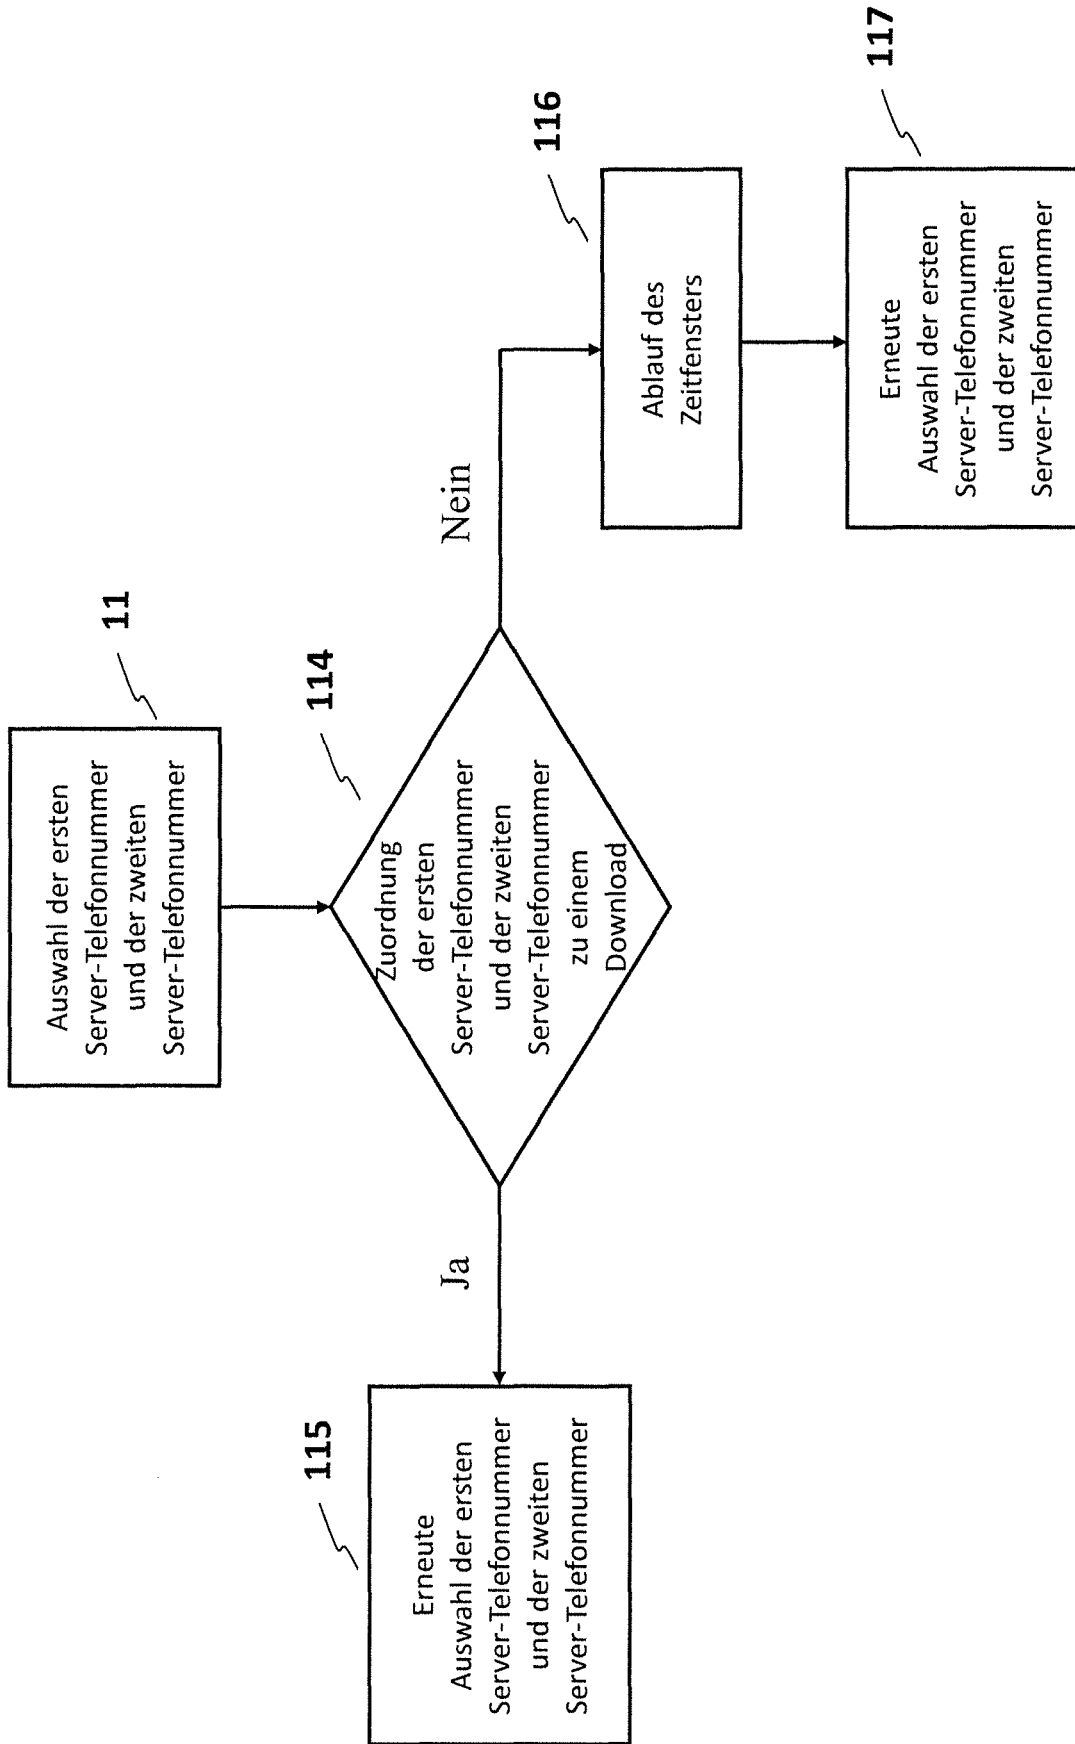 11
Auswahl der ersten
Server-Telefonnummer
und der zweiten
Server-Telefonnummer
114
Zuordnung
der ersten
Server-Telefonnummer
und der zweiten
Server-Telefonnummer
zu einem
Download
Ja
Nein
115
Erneute
Auswahl der ersten
Server-Telefonnummer
und der zweiten
Server-Telefonnummer
116
Ablauf des
Zeitfensters
117
Erneute
Auswahl der ersten
Server-Telefonnummer
und der zweiten
Server-Telefonnummer